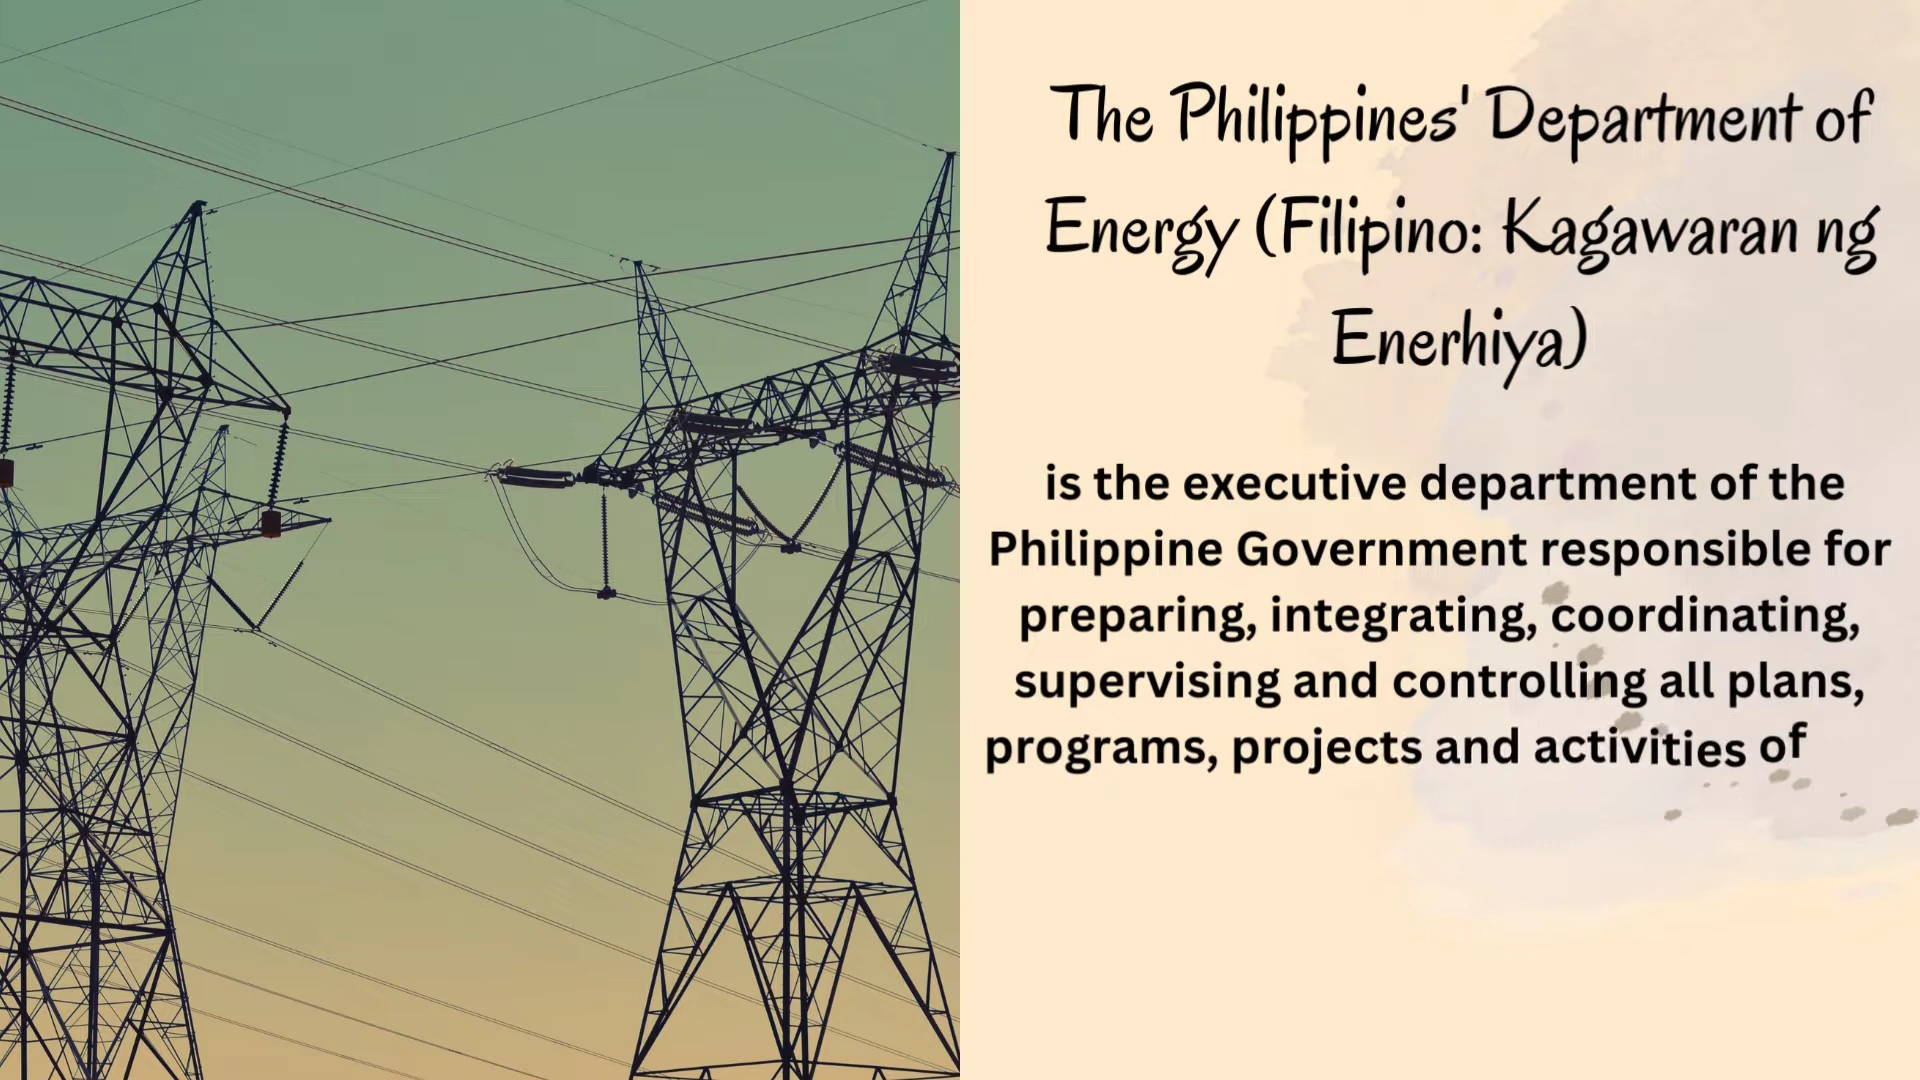 The Philippines' Department of
Energy (Filipino: Kagawaran ng
Enerhiya)
is the executive department of the
Philippine Government responsible for
preparing, integrating, coordinating,
supervising and controlling all plans,
programs, projects and activities of